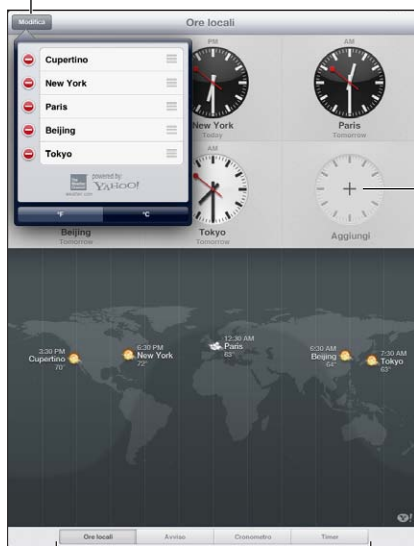 Modifica
Ore locali
Cupertino
New York
Paris
Beijing
Tokyo
powered by
YAHOO!
weather.com
°F
°C
PM
New York
Today
AM
Paris
Tomorrow
Beijing
Tomorrow
AM
Tokyo
Tomorrow
Aggiungi
3:30 PM
Cupertino
70°
6:30 PM
New York
72°
12:30 AM
Paris
63°
6:30 AM
Beijing
64°
7:30 AM
Tokyo
63°
Y!
Ore locali
Avviso
Cronometro
Timer